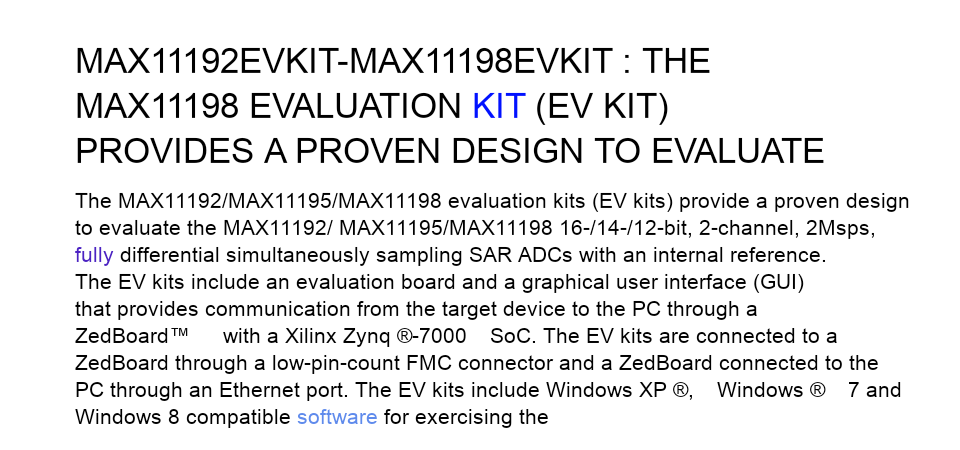 MAX11192EVKIT-MAX11198EVKIT : THE
MAX11198 EVALUATION KIT (EV KIT)
PROVIDES A PROVEN DESIGN TO EVALUATE
The MAX11192/MAX11195/MAX11198 evaluation kits (EV kits) provide a proven design
to evaluate the MAX11192/ MAX11195/MAX11198 16-/14-/12-bit, 2-channel, 2Msps,
fully differential simultaneously sampling SAR ADCs with an internal reference.
The EV kits include an evaluation board and a graphical user interface (GUI)
that provides communication from the target device to the PC through a
ZedBoard™ with a Xilinx Zynq ®-7000 SoC. The EV kits are connected to a
ZedBoard through a low-pin-count FMC connector and a ZedBoard connected to the
PC through an Ethernet port. The EV kits include Windows XP ®, Windows ® 7 and
Windows 8 compatible software for exercising the